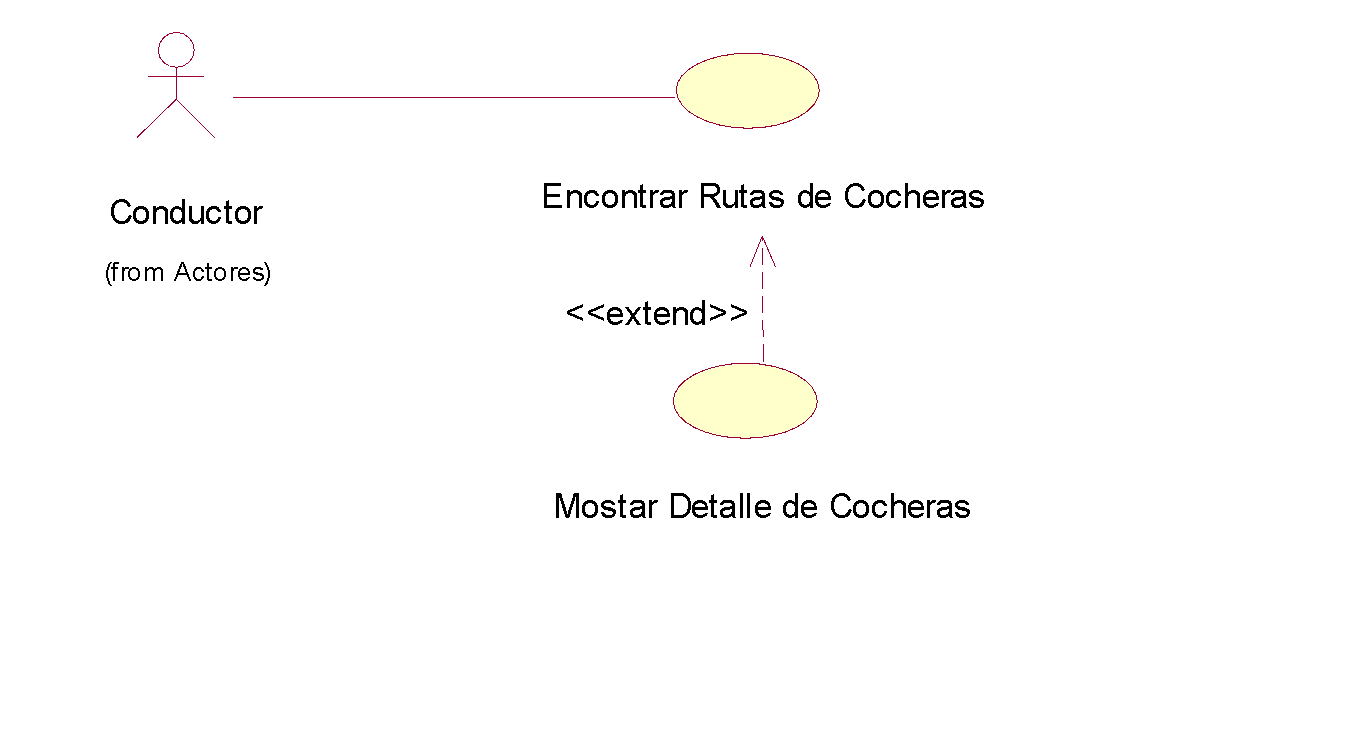 Encontrar Rutas de Cocheras
Conductor
(from Actores)
<<extend>>
Mostar Detalle de Cocheras